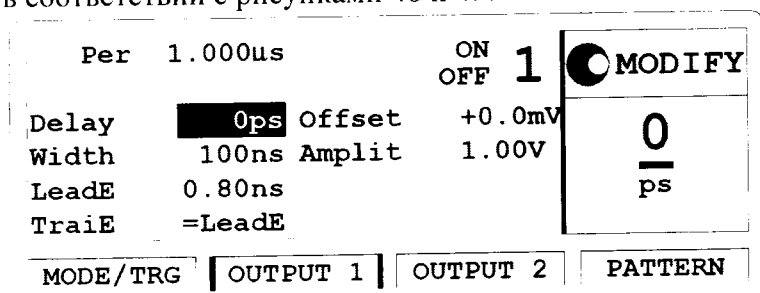 в соответствии с рисунками
Per 1.000us
ON
OFF 1
MODIFY
Delay 0ps Offset +0.0mV
Width 100ns Amplit 1.00V
LeadE 0.80ns
TraiE =LeadE
0
ps
MODE/TRG OUTPUT 1 OUTPUT 2 PATTERN